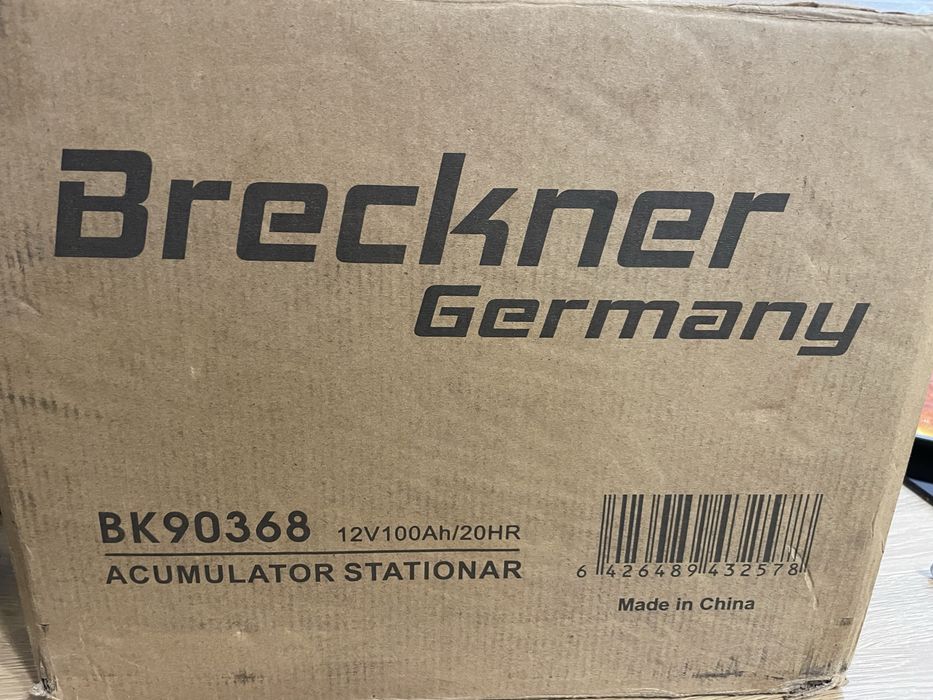 Breckner
Germany
BK90368 12V100Ah/20HR
ACUMULATOR STATIONAR
6 426489 432578
Made in China